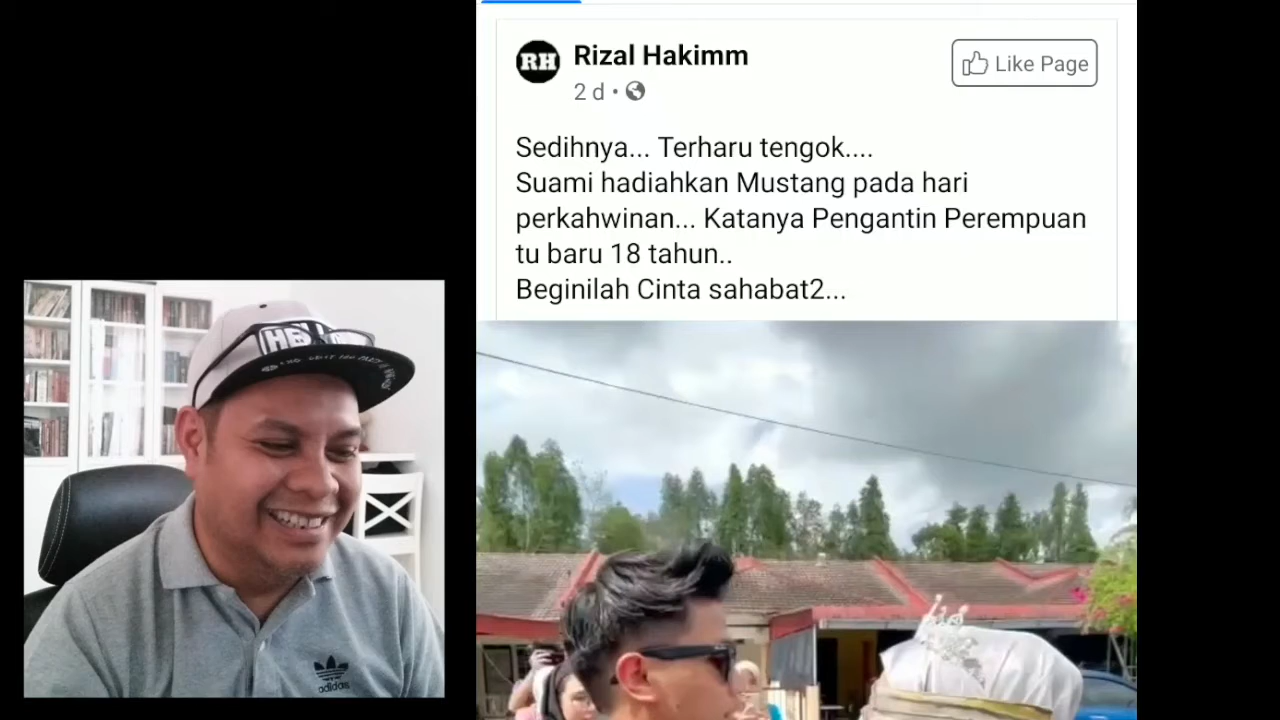 RH
Rizal Hakimm
Like Page
2 d •
Sedihnya... Terharu tengok....
Suami hadiahkan Mustang pada hari
perkahwinan... Katanya Pengantin Perempuan
tu baru 18 tahun..
Beginilah Cinta sahabat2...
adidas